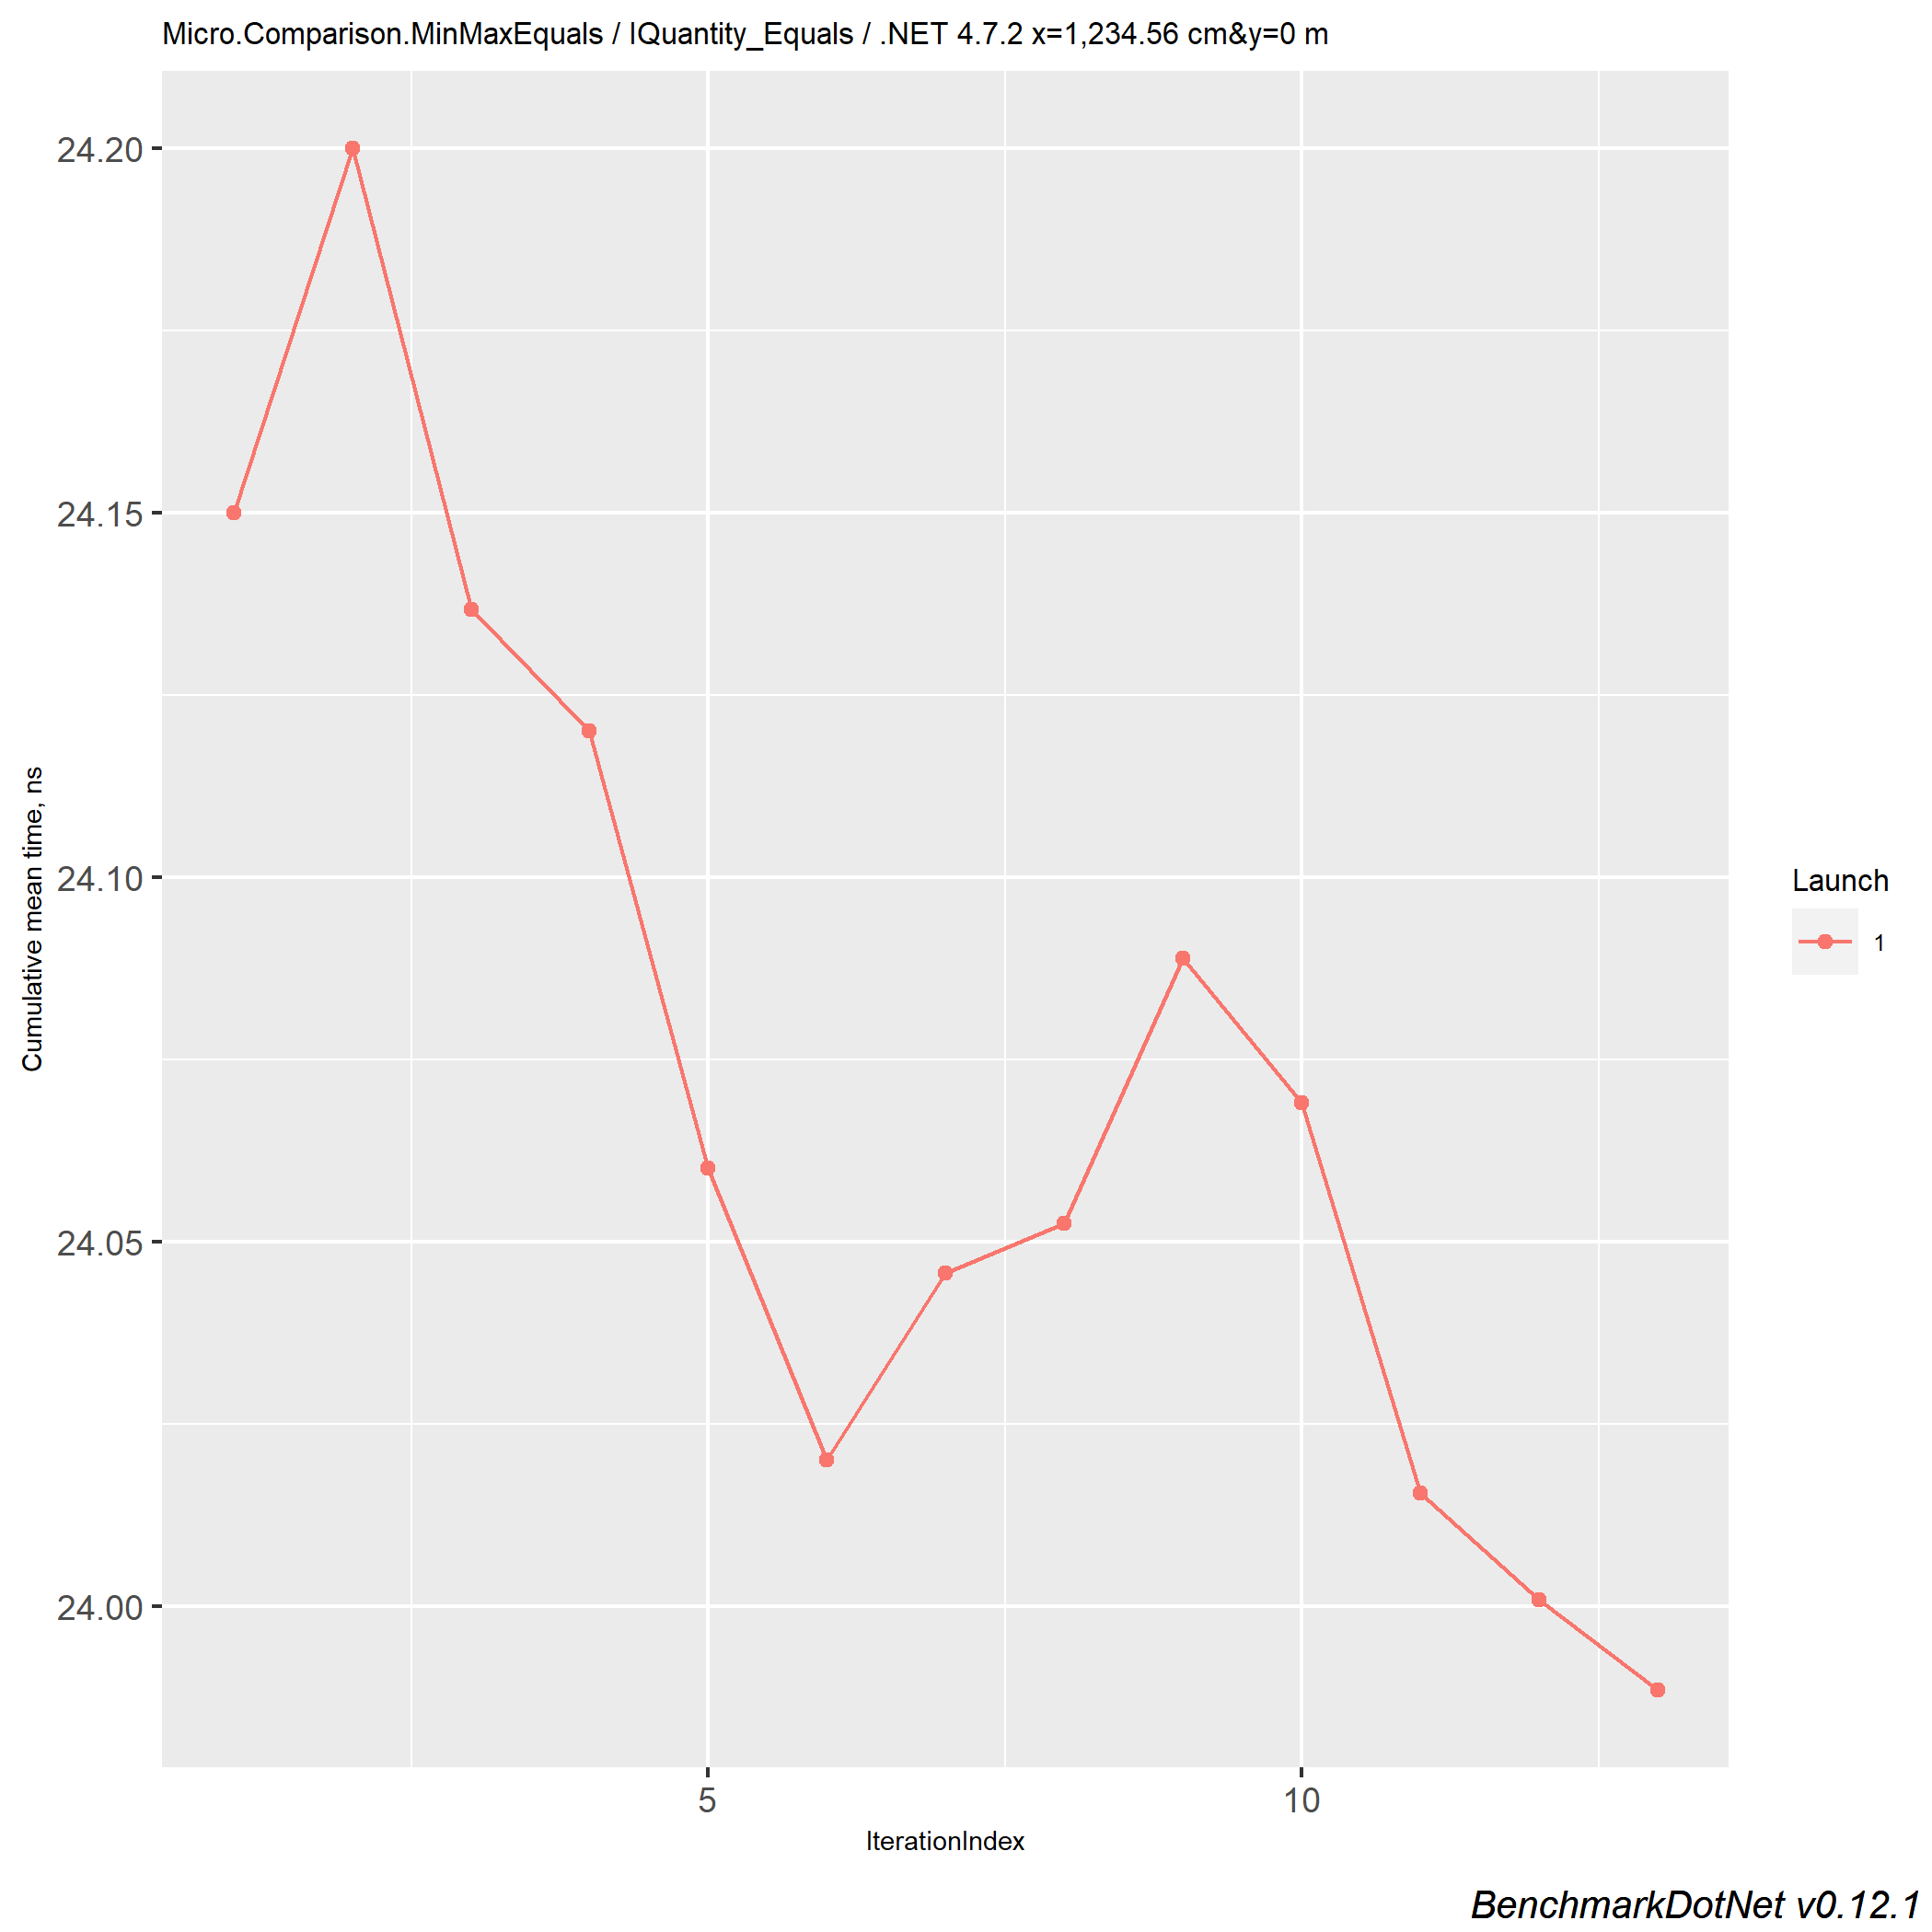 Micro.Comparison.MinMaxEquals / IQuantity_Equals / .NET 4.7.2 x=1,234.56 cm&y=0 m
24.20
24.15
24.10
24.05
24.00
Cumulative mean time, ns
5
10
IterationIndex
Launch
1
BenchmarkDotNet v0.12.1